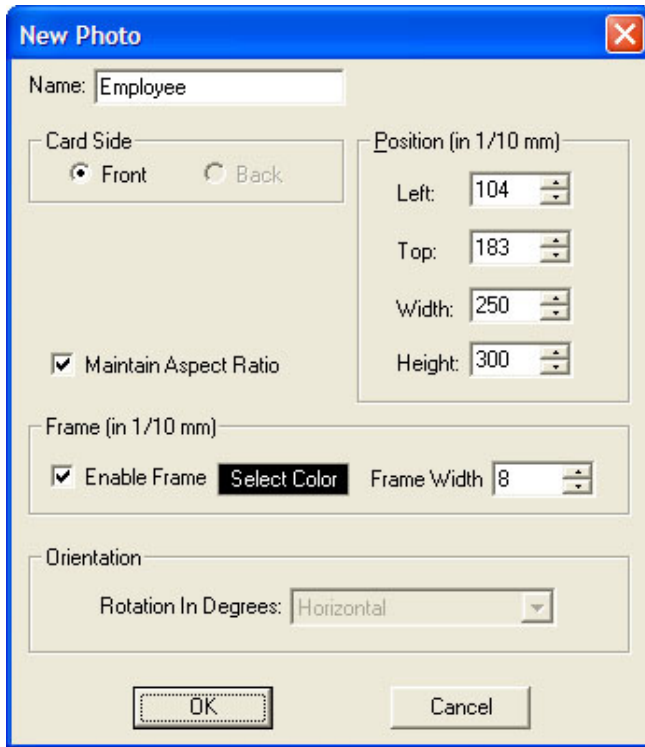 New Photo
Name: Employee
Card Side
Front Back
Position (in 1/10 mm)
Left: 104
Top: 183
Width: 250
Height: 300
Maintain Aspect Ratio
Frame (in 1/10 mm)
Enable Frame Select Color Frame Width 8
Orientation
Rotation In Degrees: Horizontal
OK Cancel